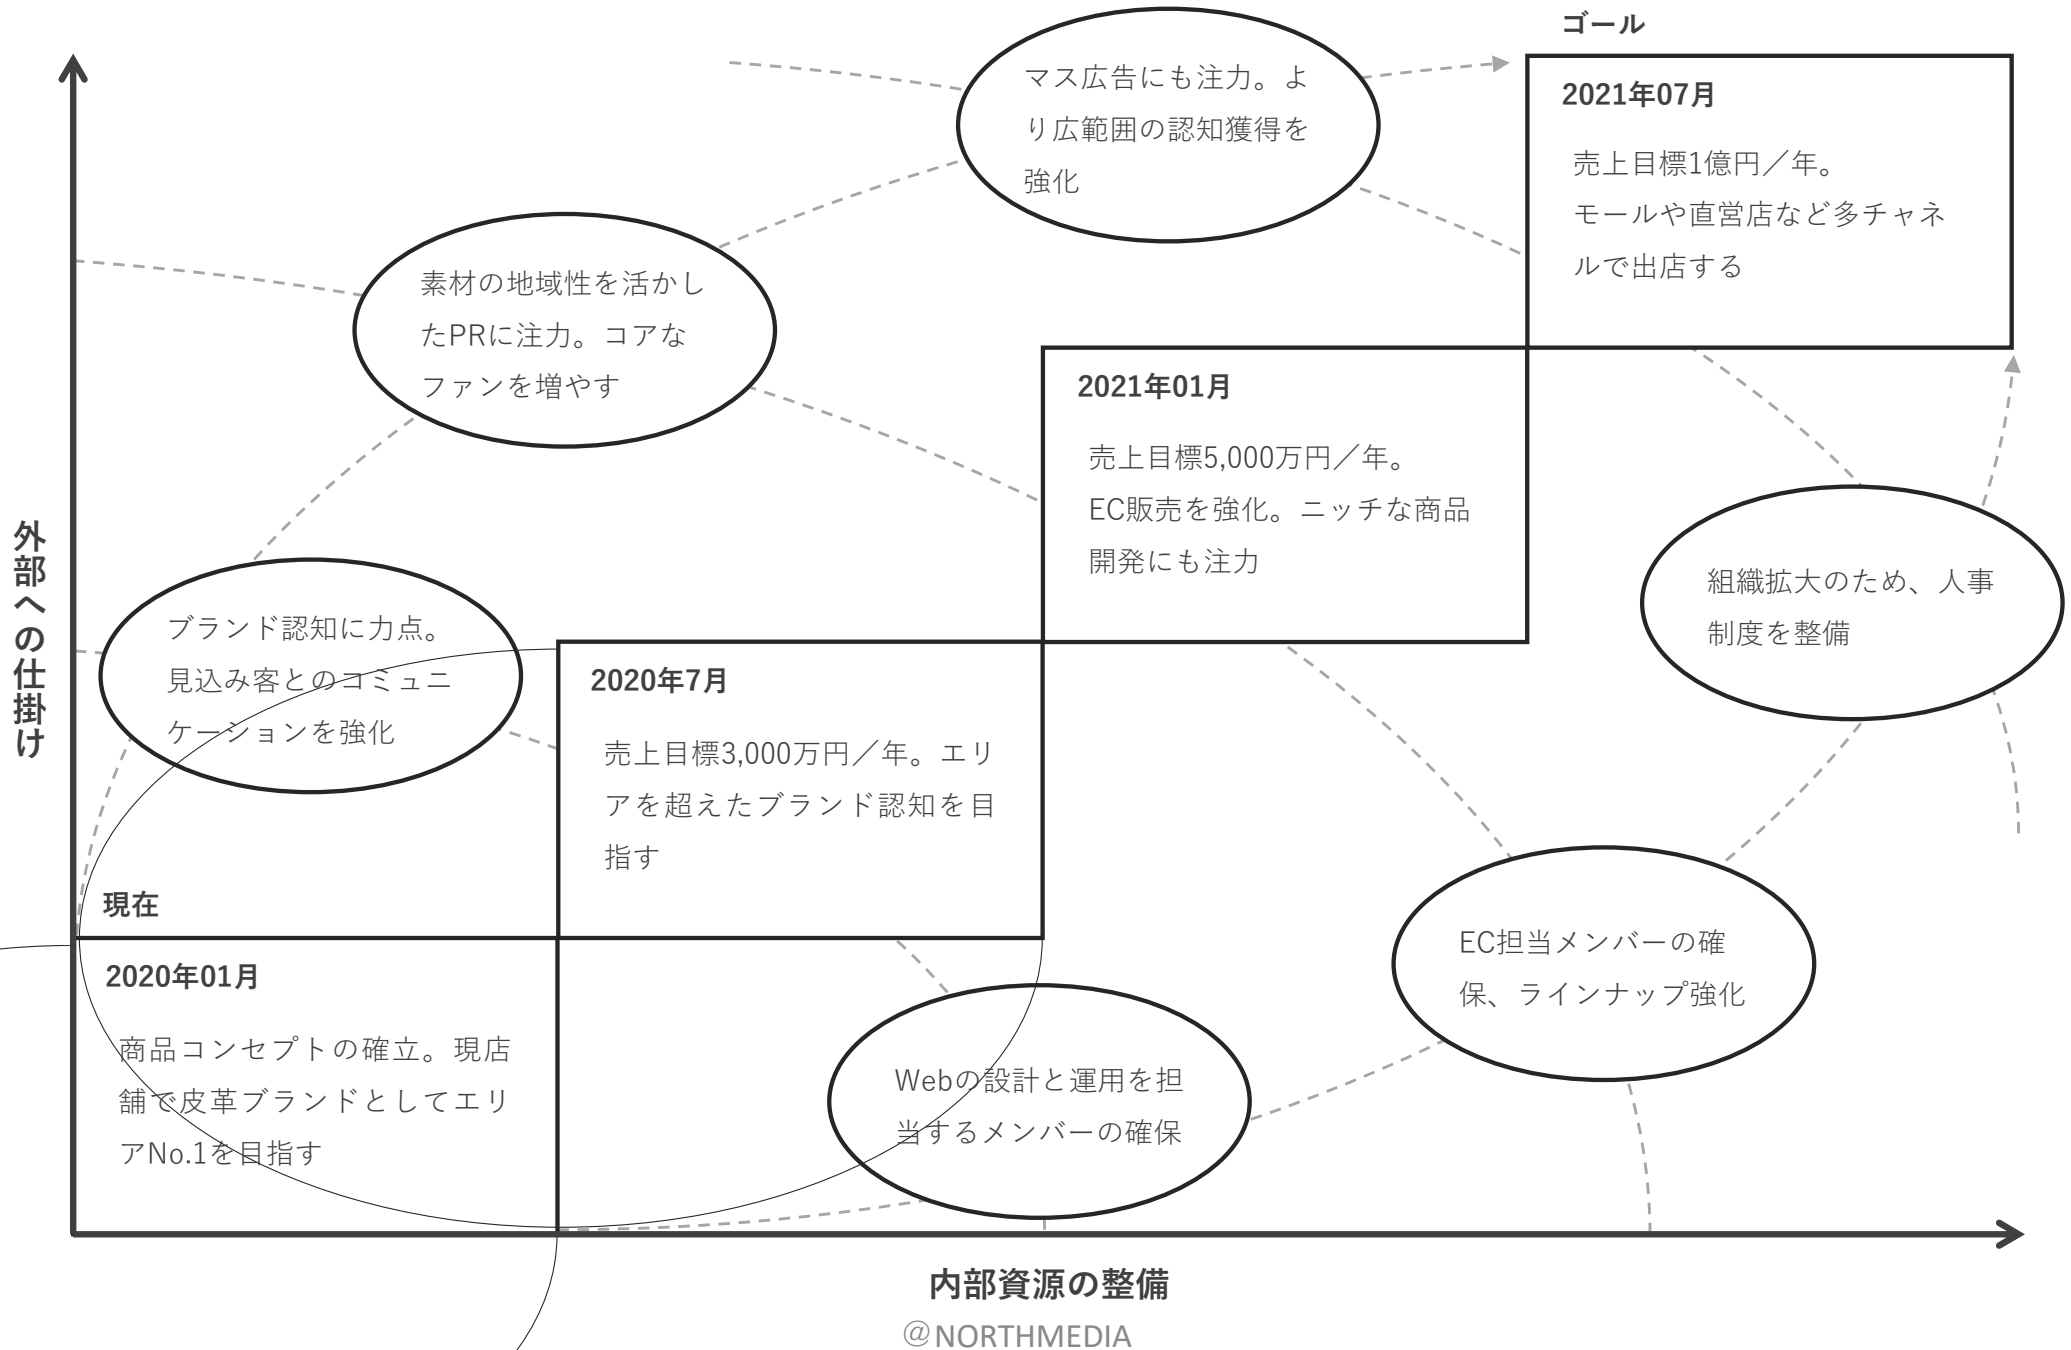 ゴール
2021年07月
売上目標1億円／年。
モールや直営店など多チャネ
ルで出店する
マス広告にも注力。よ
り広範囲の認知獲得を
強化
素材の地域性を活かし
たPRに注力。コアな
ファンを増やす
2021年01月
売上目標5,000万円／年。
EC販売を強化。ニッチな商品
開発にも注力
外部への仕掛け
ブランド認知に力点。
見込み客とのコミュニ
ケーションを強化
2020年7月
売上目標3,000万円／年。エリ
アを超えたブランド認知を目
指す
組織拡大のため、人事
制度を整備
現在
2020年01月
商品コンセプトの確立。現店
舗で皮革ブランドとしてエリ
アNo.1を目指す
Webの設計と運用を担
当するメンバーの確保
EC担当メンバーの確
保、ラインナップ強化
内部資源の整備
@NORTHMEDIA